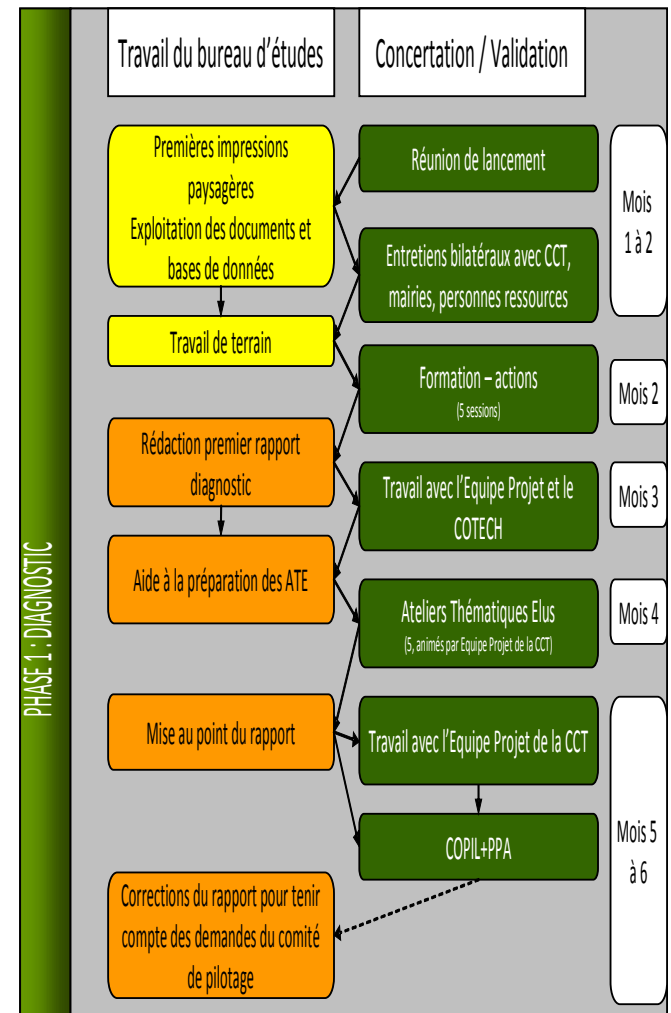 Travail du bureau d'études
Concertation / Validation
Premières impressions
paysagères
Exploitation des documents et
bases de données
Réunion de lancement
Mois
1 à 2
Entretiens bilatéraux avec CCT,
mairies, personnes ressources
Travail de terrain
Formation – actions
(5 sessions)
Mois 2
Rédaction premier rapport
diagnostic
Travail avec l'Equipe Projet et le
COTECH
Mois 3
Aide à la préparation des ATE
Ateliers Thématiques Elus
(5, animés par Equipe Projet de la CCT)
Mois 4
Mise au point du rapport
Travail avec l'Equipe Projet de la CCT
COPIL+PPA
Mois 5
à 6
Corrections du rapport pour tenir
compte des demandes du comité
de pilotage
PHASE 1 : DIAGNOSTIC